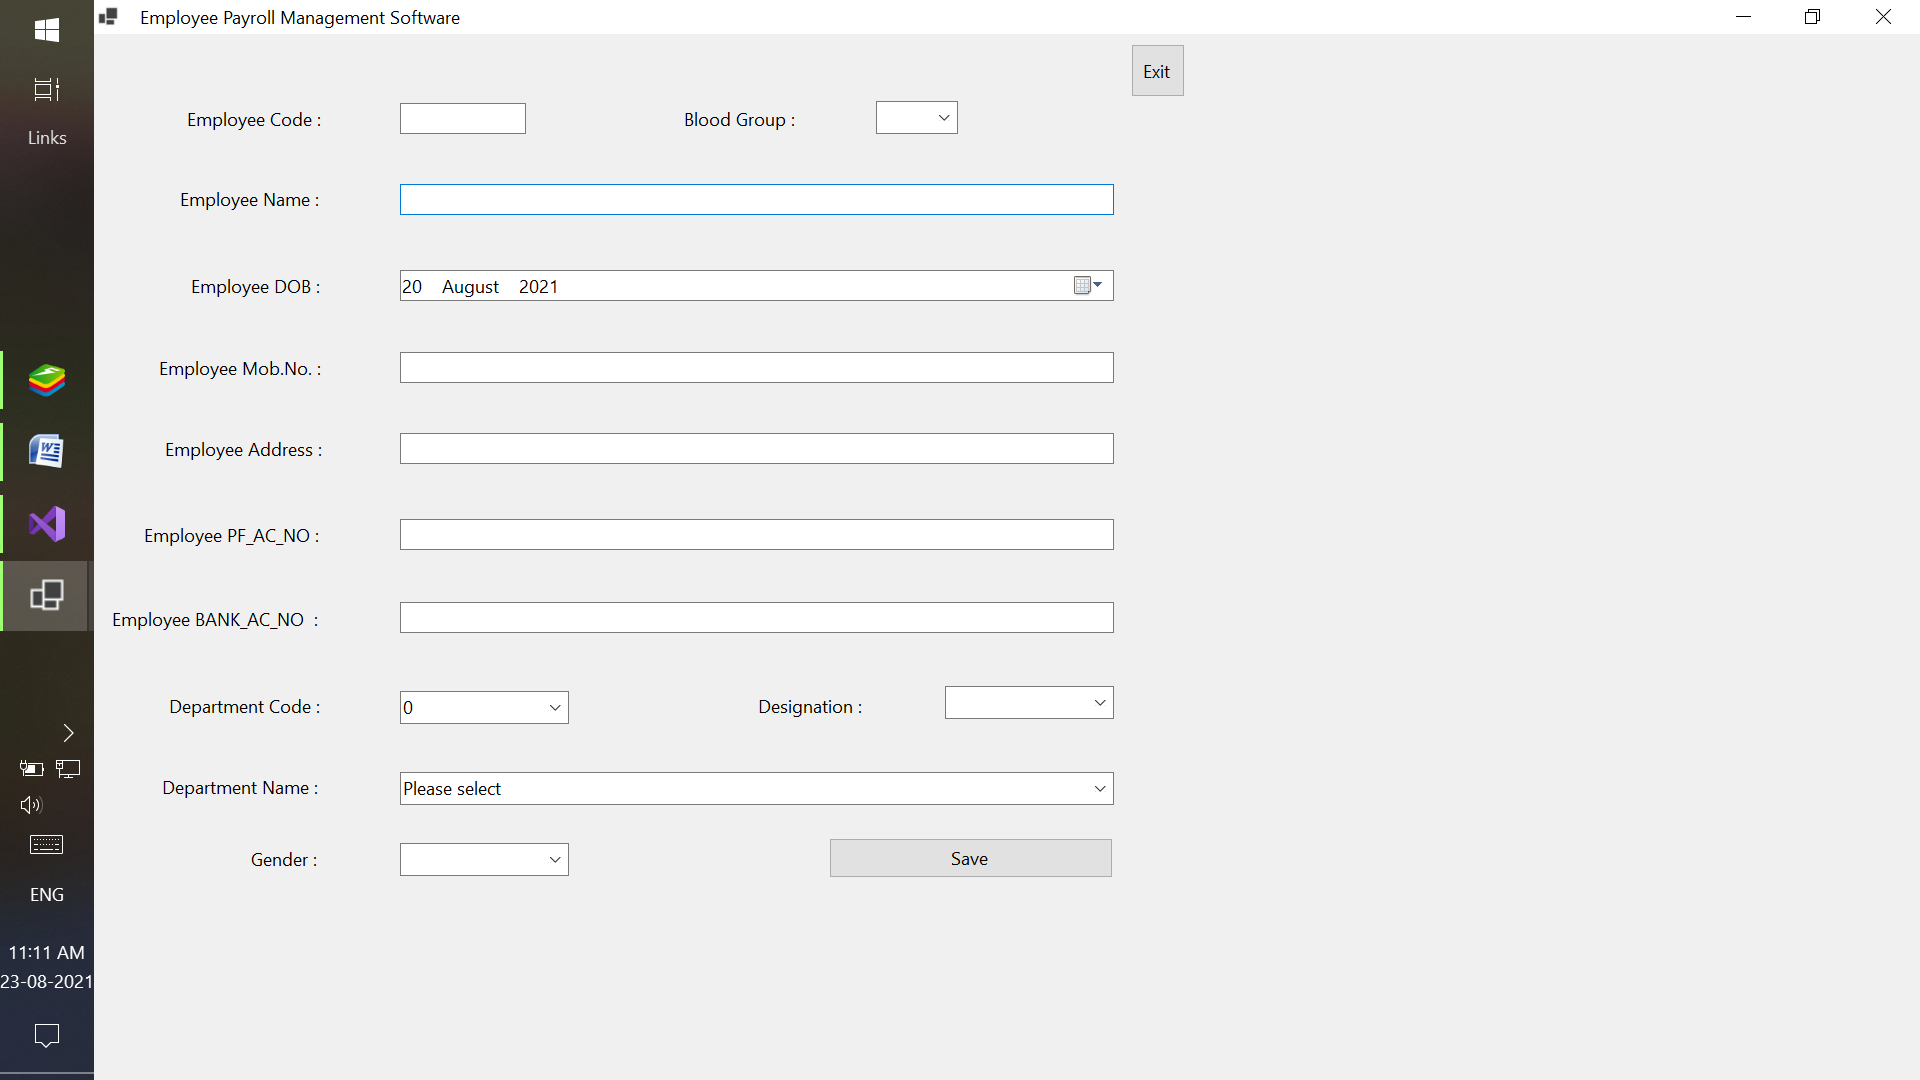 Employee Payroll Management Software
Exit
Links
Employee Code :
Blood Group :
Employee Name :
Employee DOB :
20 August 2021
Employee Mob.No. :
Employee Address :
Employee PF_AC_NO :
Employee BANK_AC_NO :
Department Code :
0
Designation :
Department Name :
Please select
Gender :
Save
ENG
11:11 AM
23-08-2021